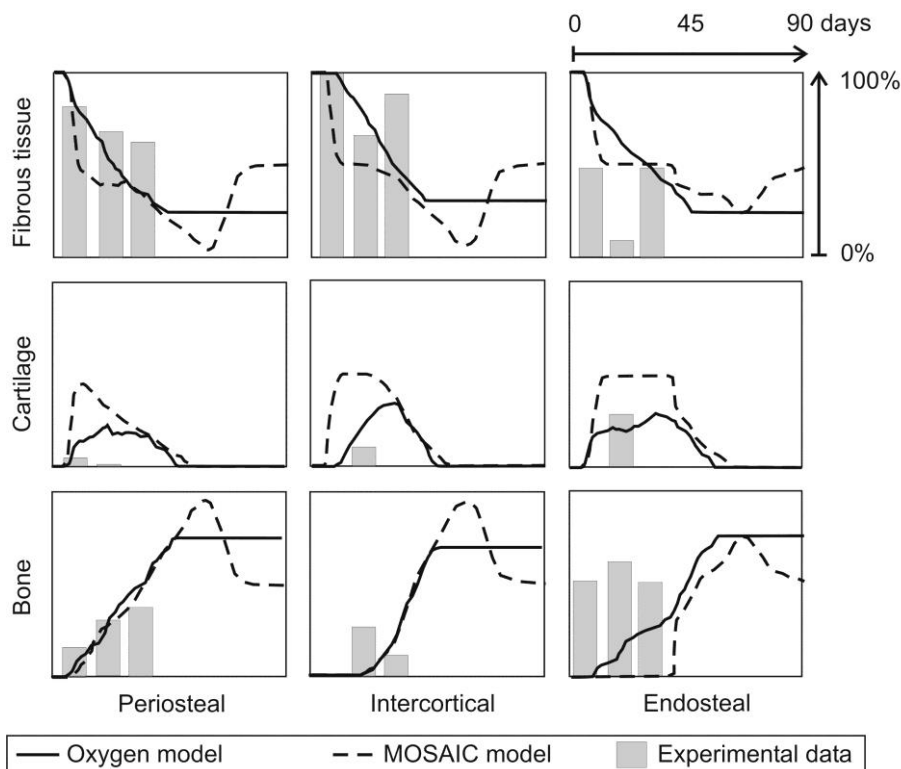 0 45 90 days
100%
Fibrous tissue
0%
Cartilage
Bone
Periosteal Intercortical Endosteal
Oxygen model MOSAIC model Experimental data